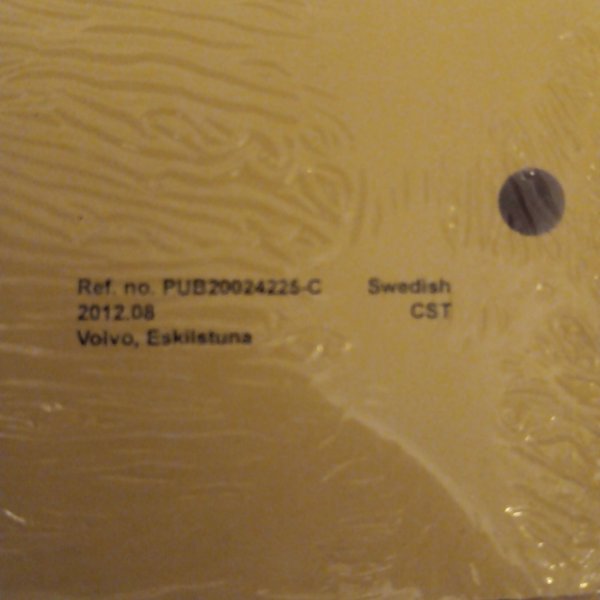 Ref. no. PUB20024225-C Swedish
2012.08 CST
Volvo, Eskilstuna